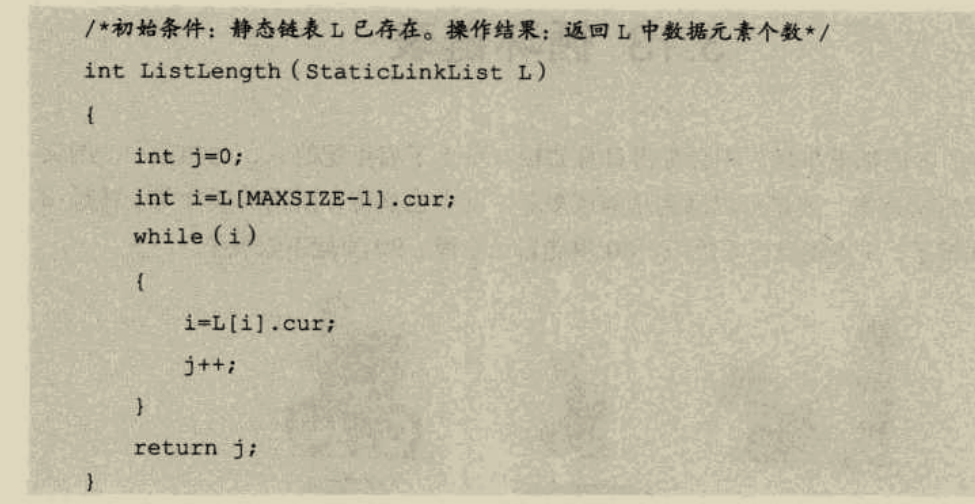 /*初始条件：静态链表 L 已存在。操作结果：返回 L 中数据元素个数*/
int ListLength（StaticLinkList L）
{
int j=0;
int i=L[MAXSIZE-1].cur;
while（i）
{
i=L[i].cur;
j++;
}
return j;
}